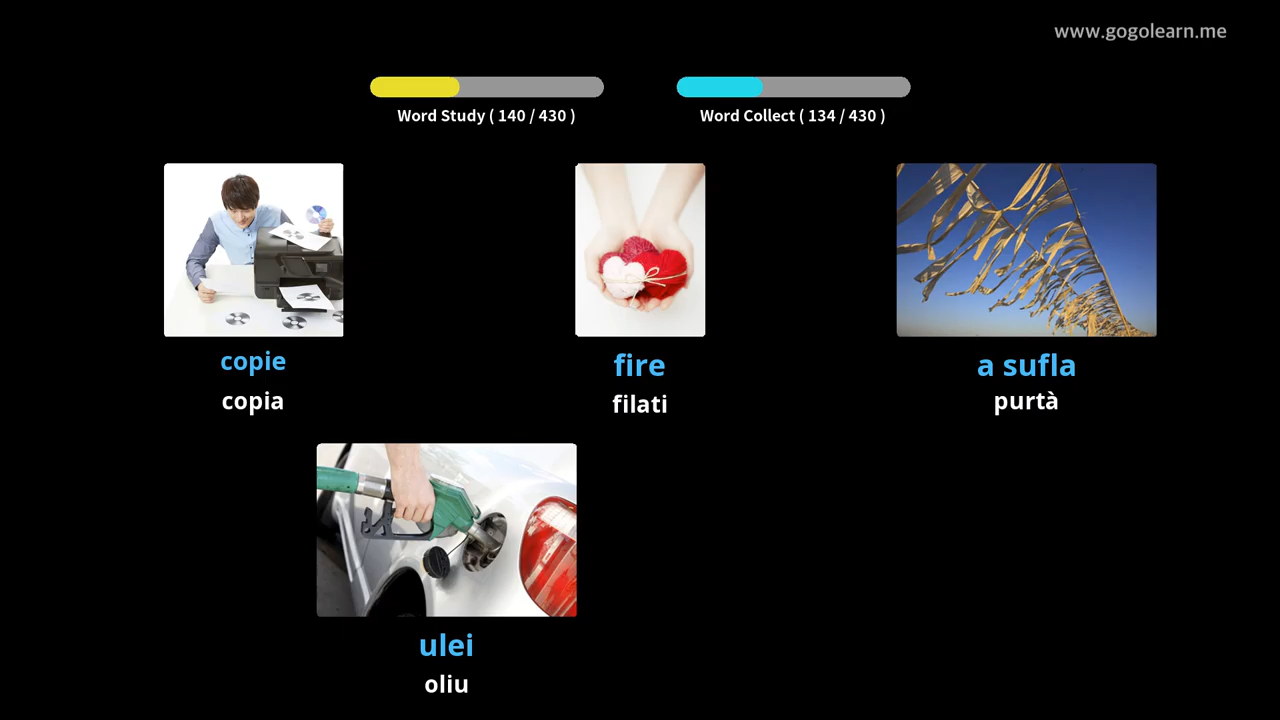 www.gogolearn.me
Word Study ( 140 / 430 )
Word Collect ( 134 / 430 )
copie
copia
fire
filati
a sufla
purtà
ulei
oliu